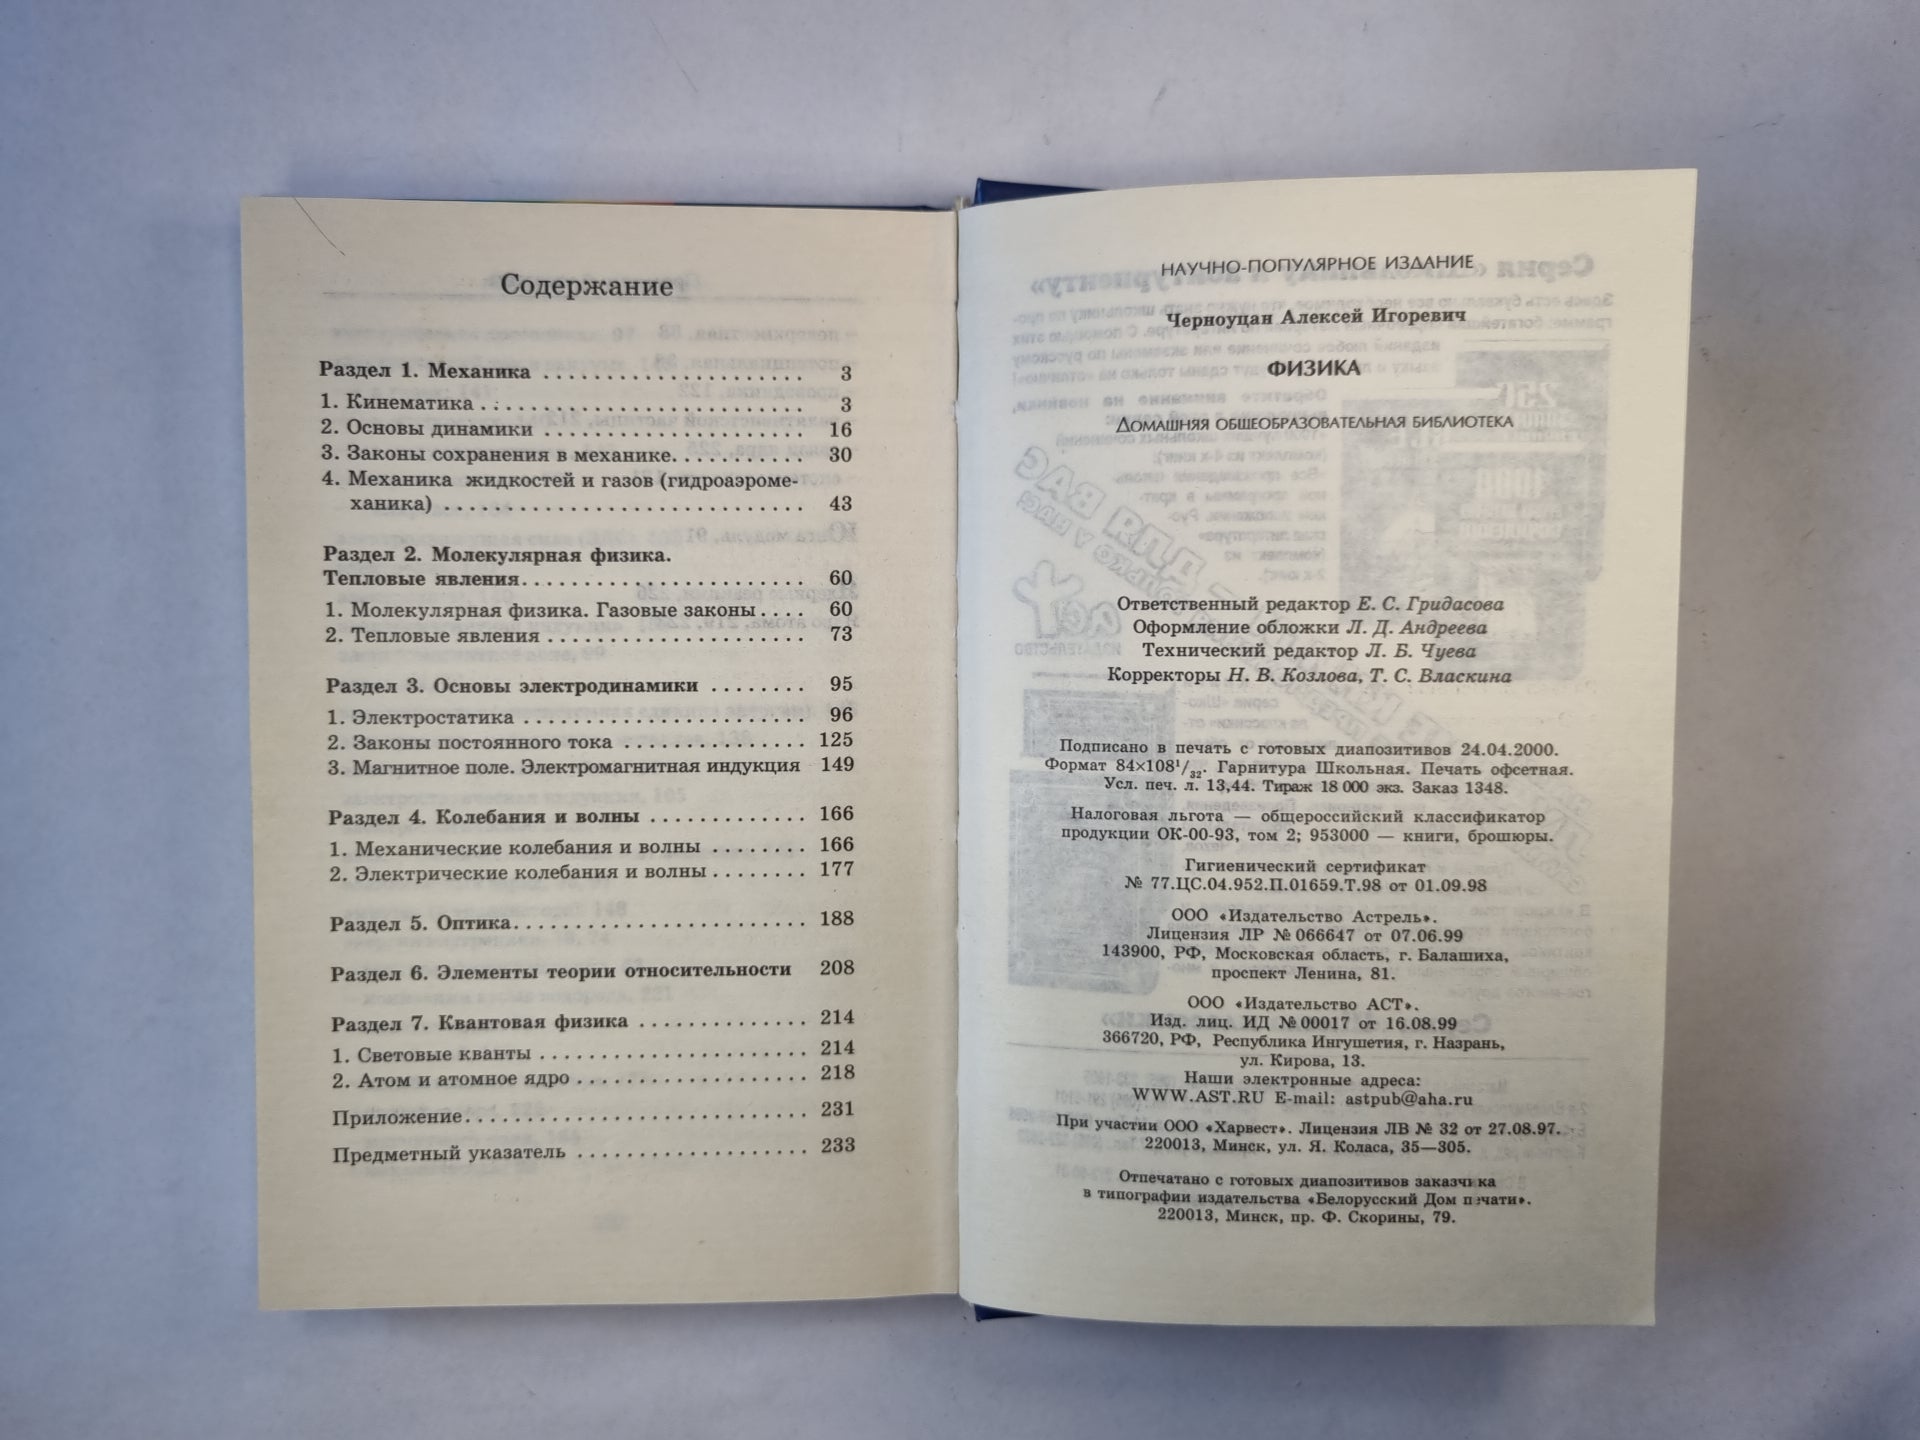 Содержание
Раздел 1. Механика ...................... 3
1. Кинематика ......................... 3
2. Основы динамики ..................... 16
3. Законы сохранения в механике. .......... 30
4. Механика жидкостей и газов (гидроаэроме-
ханика) ............................. 43
Раздел 2. Молекулярная физика.
Тепловые явления. ...................... 60
1. Молекулярная физика. Газовые законы .... 60
2. Тепловые явления ..................... 73
Раздел 3. Основы электродинамики ........ 95
1. Электростатика ....................... 96
2. Законы постоянного тока ............... 125
3. Магнитное поле. Электромагнитная индукция 149
Раздел 4. Колебания и волны ............. 166
1. Механические колебания и волны ........ 166
2. Электрические колебания и волны ........ 177
Раздел 5. Оптика. ....................... 188
Раздел 6. Элементы теории относительности 208
Раздел 7. Квантовая физика .............. 214
1. Световые кванты ...................... 214
2. Атом и атомное ядро ................... 218
Приложение. ........................... 231
Предметный указатель ................... 233
НАУЧНО-ПОПУЛЯРНОЕ ИЗДАНИЕ
Черноуцан Алексей Игоревич
ФИЗИКА
ДОМАШНЯЯ ОБЩЕОБРАЗОВАТЕЛЬНАЯ БИБЛИОТЕКА
Ответственный редактор Е. С. Гридасова
Оформление обложки Л. Д. Андреева
Технический редактор Л. Б. Чуева
Корректоры Н. В. Козлова, Т. С. Власкина
Подписано в печать с готовых диапозитивов 24.04.2000.
Формат 84×108¹/₃₂. Гарнитура Школьная. Печать офсетная.
Усл. печ. л. 13,44. Тираж 18 000 экз. Заказ 1348.
Налоговая льгота — общероссийский классификатор
продукции ОК-00-93, том 2; 953000 — книги, брошюры.
Гигиенический сертификат
№ 77.ЦС.04.952.П.01659.Т.98 от 01.09.98
ООО «Издательство Астрель».
Лицензия ЛР № 066647 от 07.06.99
143900, РФ, Московская область, г. Балашиха,
проспект Ленина, 81.
ООО «Издательство АСТ».
Изд. лиц. ИД № 00017 от 16.08.99
366720, РФ, Республика Ингушетия, г. Назрань,
ул. Кирова, 13.
Наши электронные адреса:
WWW.AST.RU E-mail: astpub@aha.ru
При участии ООО «Харвест». Лицензия ЛВ № 32 от 27.08.97.
220013, Минск, ул. Я. Коласа, 35—305.
Отпечатано с готовых диапозитивов заказчика
в типографии издательства «Белорусский Дом печати».
220013, Минск, пр. Ф. Скорины, 79.